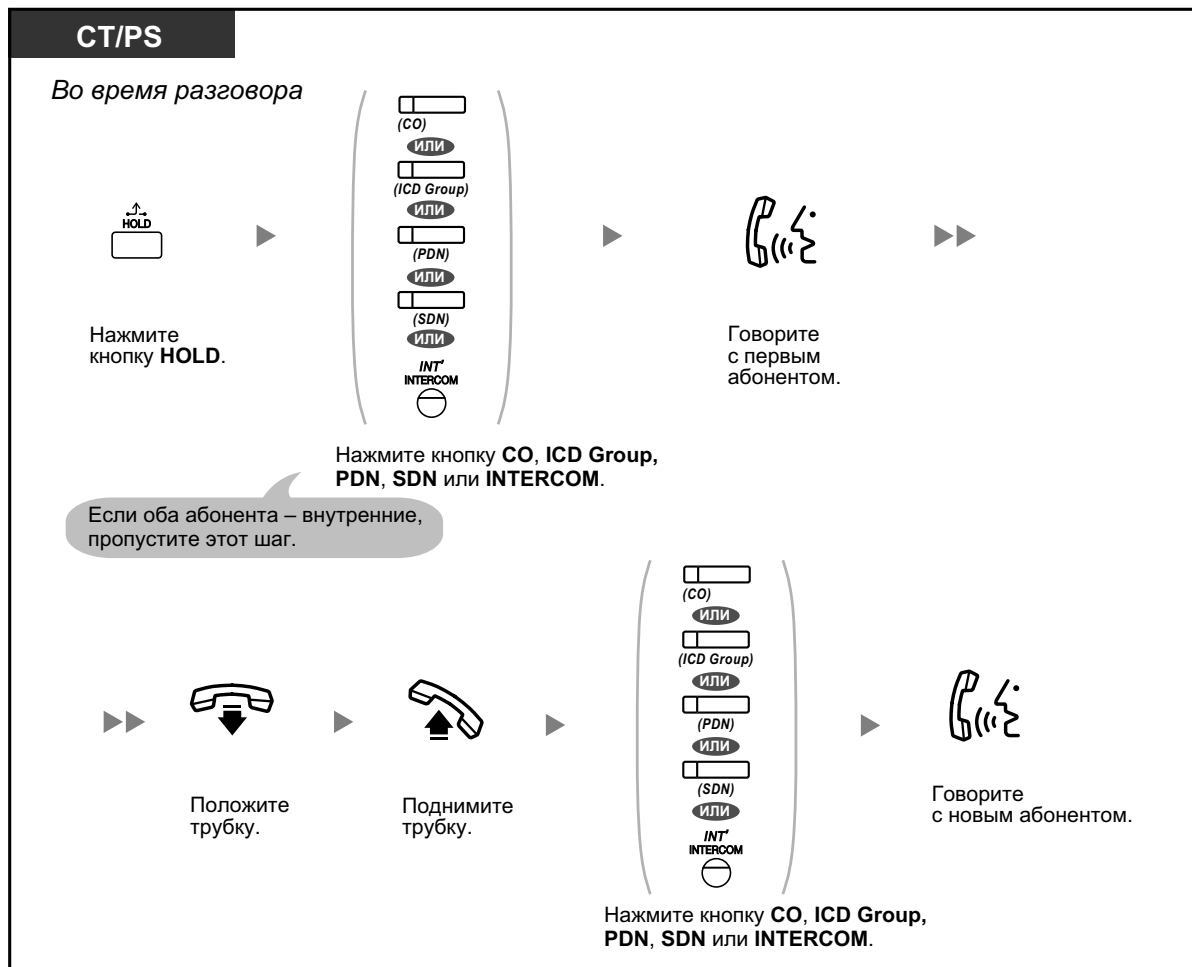 CT/PS
Во время разговора
HOLD
Нажмите
кнопку HOLD.
(CO)
ИЛИ
(ICD Group)
ИЛИ
(PDN)
ИЛИ
(SDN)
ИЛИ
INT'
INTERCOM
Нажмите кнопку CO, ICD Group,
PDN, SDN или INTERCOM.
Если оба абонента – внутренние,
пропустите этот шаг.
Говорите
с первым
абонентом.
Положите
трубку.
Поднимите
трубку.
(CO)
ИЛИ
(ICD Group)
ИЛИ
(PDN)
ИЛИ
(SDN)
ИЛИ
INT'
INTERCOM
Нажмите кнопку CO, ICD Group,
PDN, SDN или INTERCOM.
Говорите
с новым абонентом.